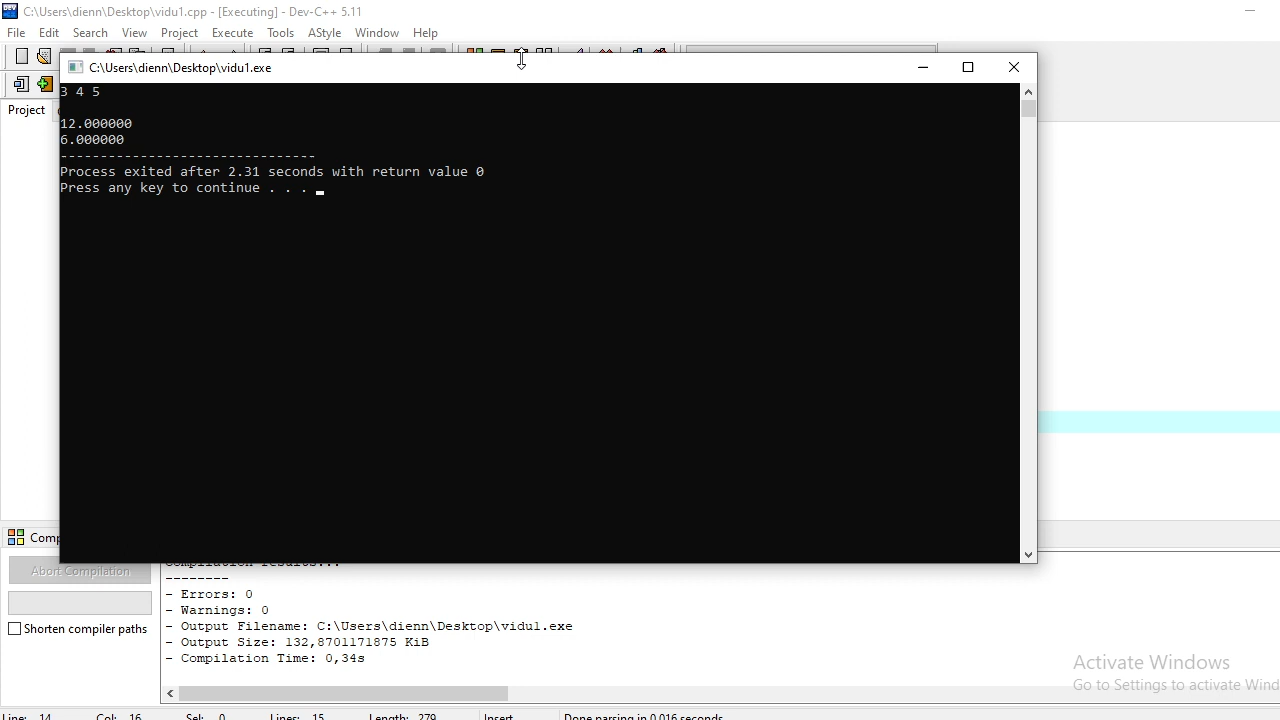 C:\Users\dienn\Desktop\vidu1.cpp - [Executing] - Dev-C++ 5.11
File Edit Search View Project Execute Tools AStyle Window Help
C:\Users\dienn\Desktop\vidu1.exe
Project
3 4 5
12.000000
6.000000
--------------------------------
Process exited after 2.31 seconds with return value 0
Press any key to continue . . .
Abort Compilation
Shorten compiler paths
Compilation results...
--------
- Errors: 0
- Warnings: 0
- Output Filename: C:\Users\dienn\Desktop\vidu1.exe
- Output Size: 132,8701171875 KiB
- Compilation Time: 0,34s
Activate Windows
Go to Settings to activate Wind
Line: 14 Col: 16 Sel: 0 Lines: 15 Length: 279 Insert Done parsing in 0,016 seconds